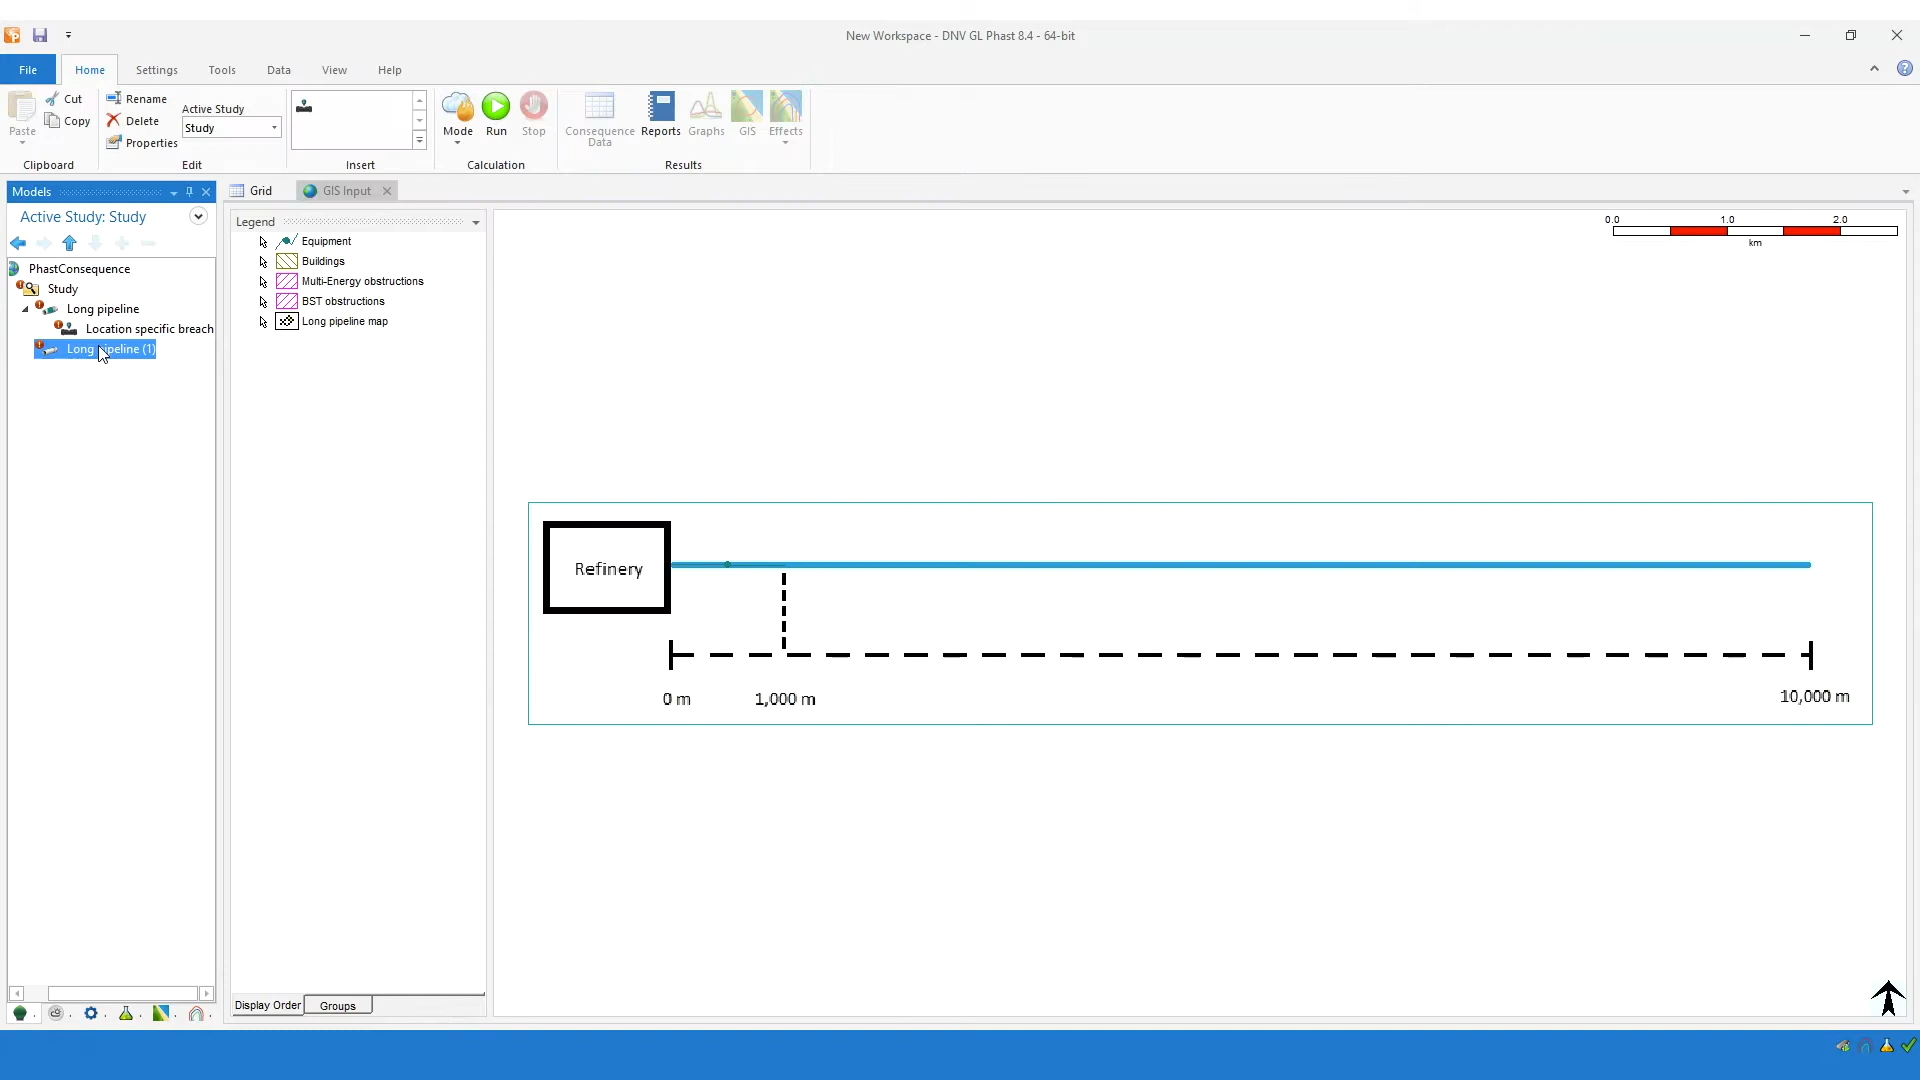 New Workspace - DNV GL Phast 8.4 - 64-bit
File Home Settings Tools Data View Help
Paste
Cut
Copy
Clipboard
Rename
Delete
Properties
Active Study
Study
Edit
Insert
Mode Run Stop
Calculation
Consequence Data Reports Graphs GIS Effects
Results
Models
Active Study: Study
PhastConsequence
Study
Long pipeline
Location specific breach
Long pipeline (1)
Grid GIS Input
Legend
Equipment
Buildings
Multi-Energy obstructions
BST obstructions
Long pipeline map
Display Order Groups
0.0 1.0 2.0
km
Refinery
0 m 1,000 m 10,000 m